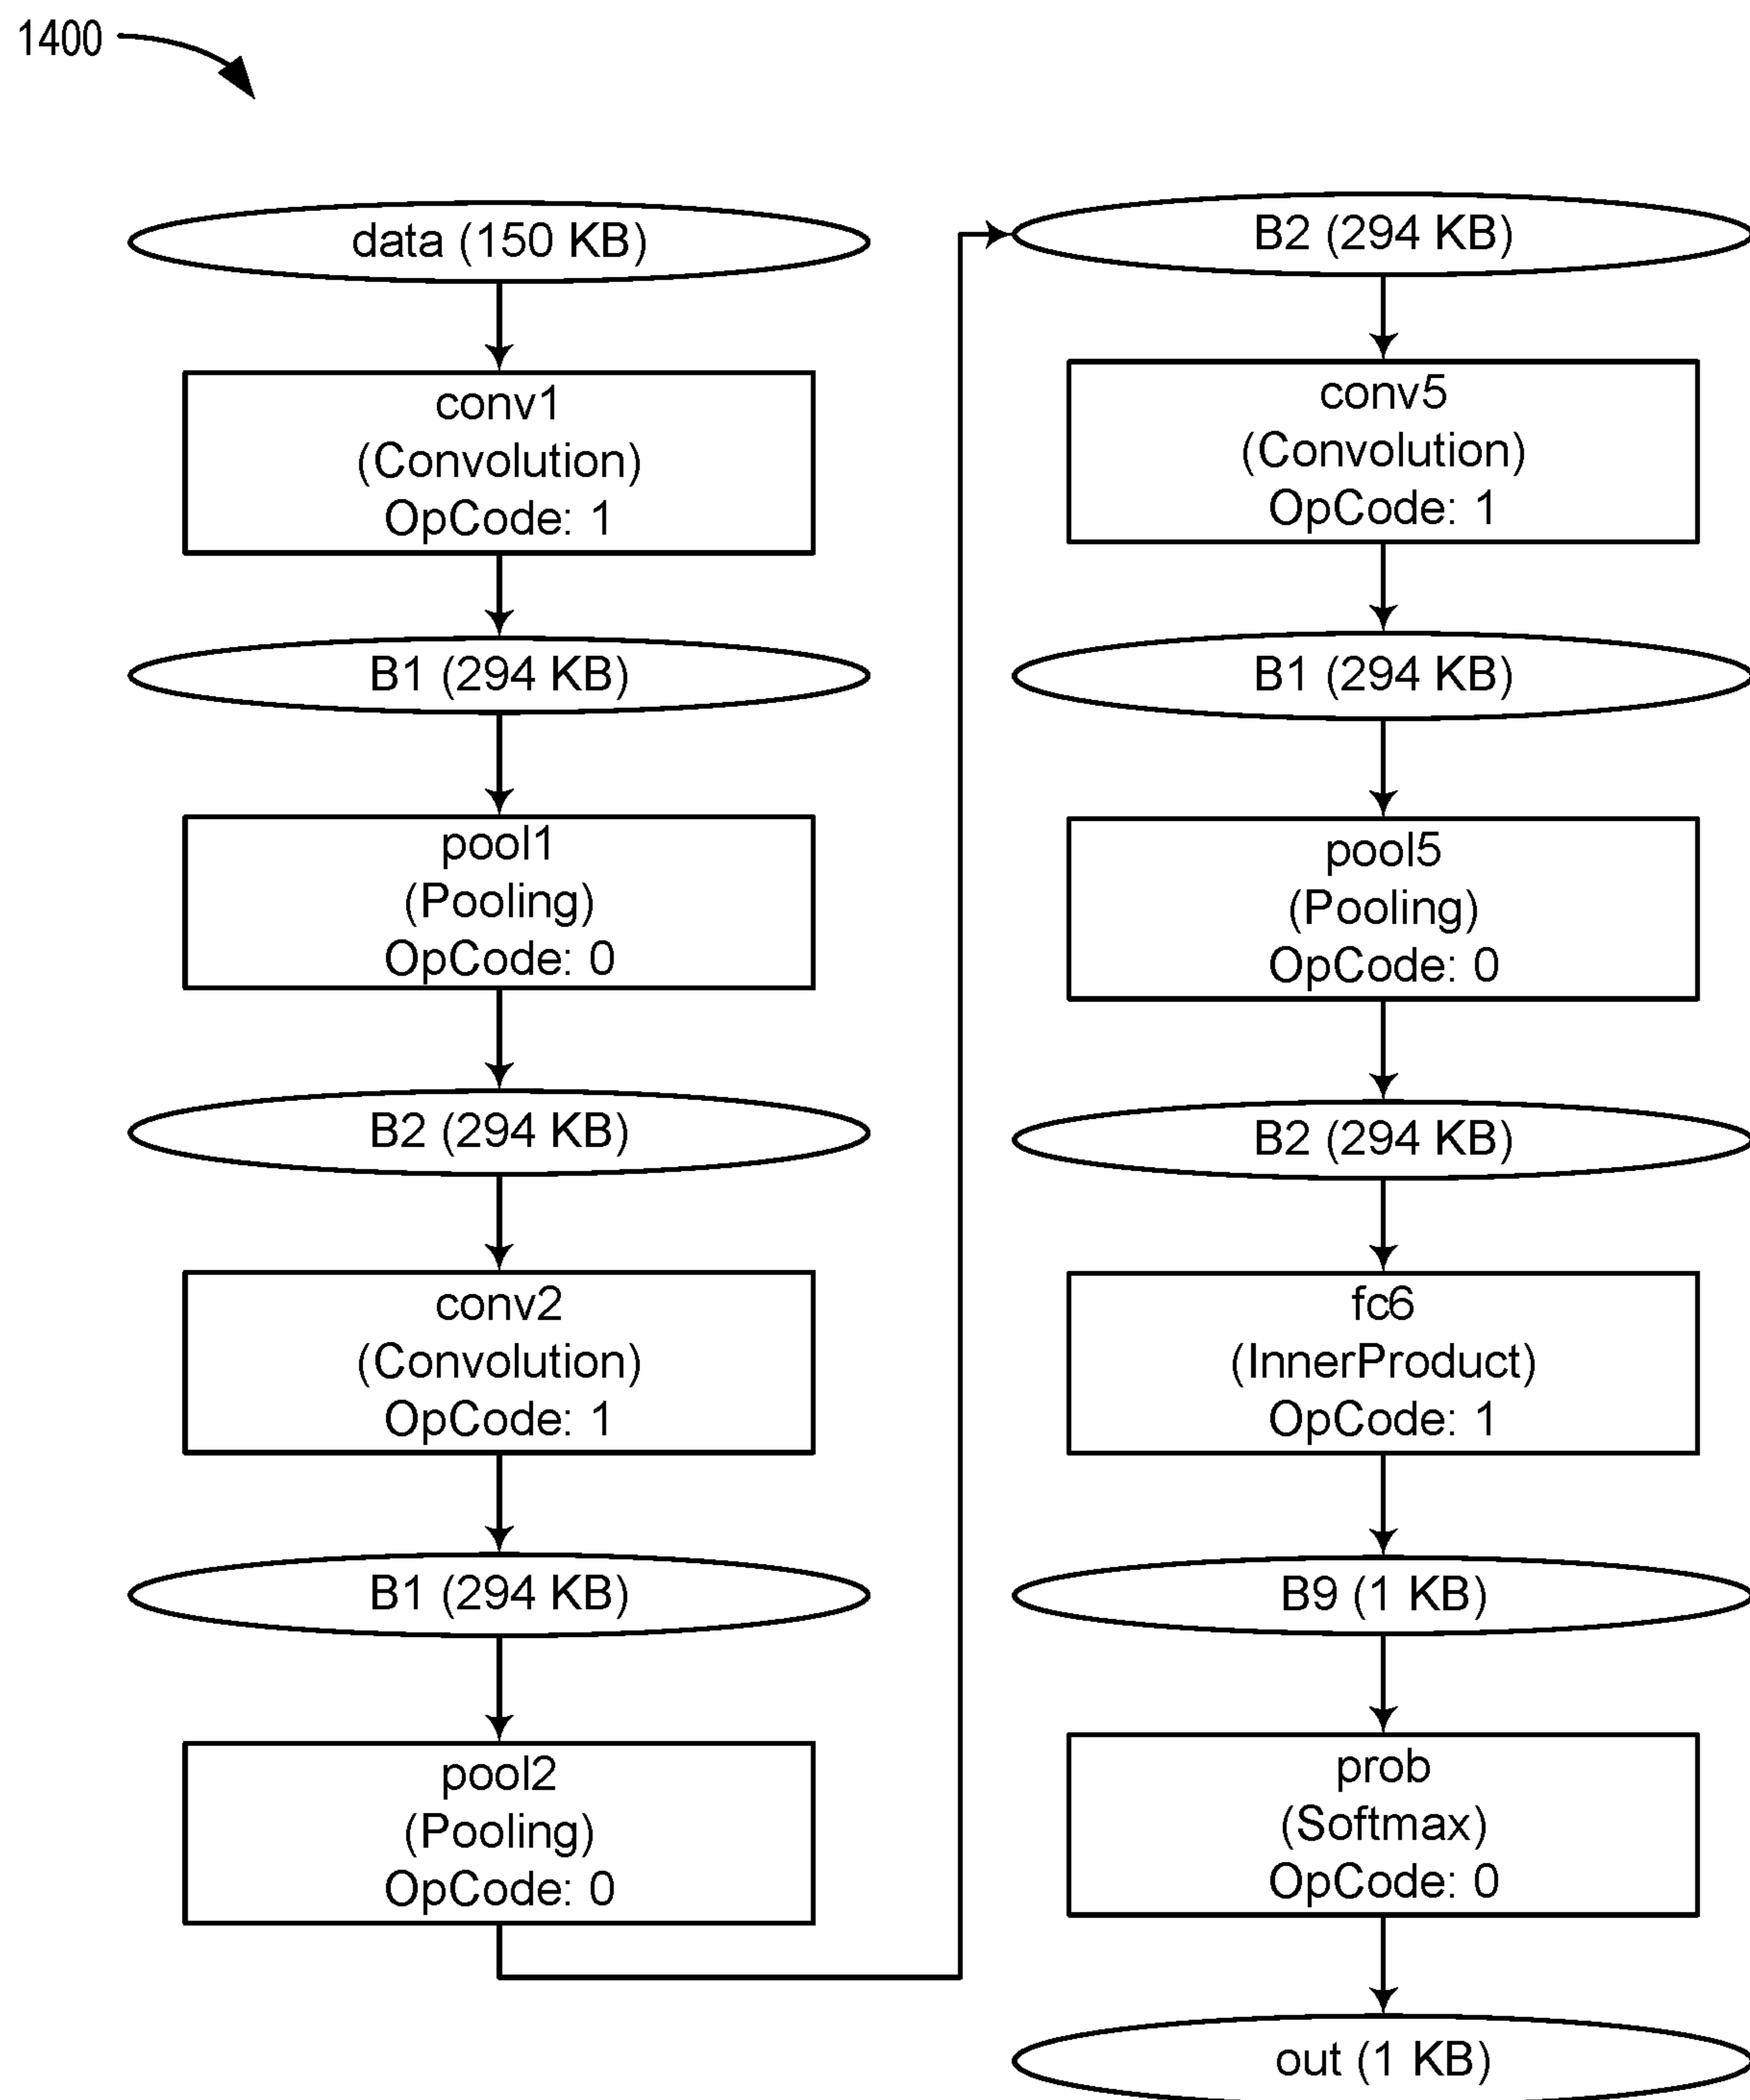 1400
data (150 KB)
conv1
(Convolution)
OpCode: 1
B1 (294 KB)
pool1
(Pooling)
OpCode: 0
B2 (294 KB)
conv2
(Convolution)
OpCode: 1
B1 (294 KB)
pool2
(Pooling)
OpCode: 0
B2 (294 KB)
conv5
(Convolution)
OpCode: 1
B1 (294 KB)
pool5
(Pooling)
OpCode: 0
B2 (294 KB)
fc6
(InnerProduct)
OpCode: 1
B9 (1 KB)
prob
(Softmax)
OpCode: 0
out (1 KB)